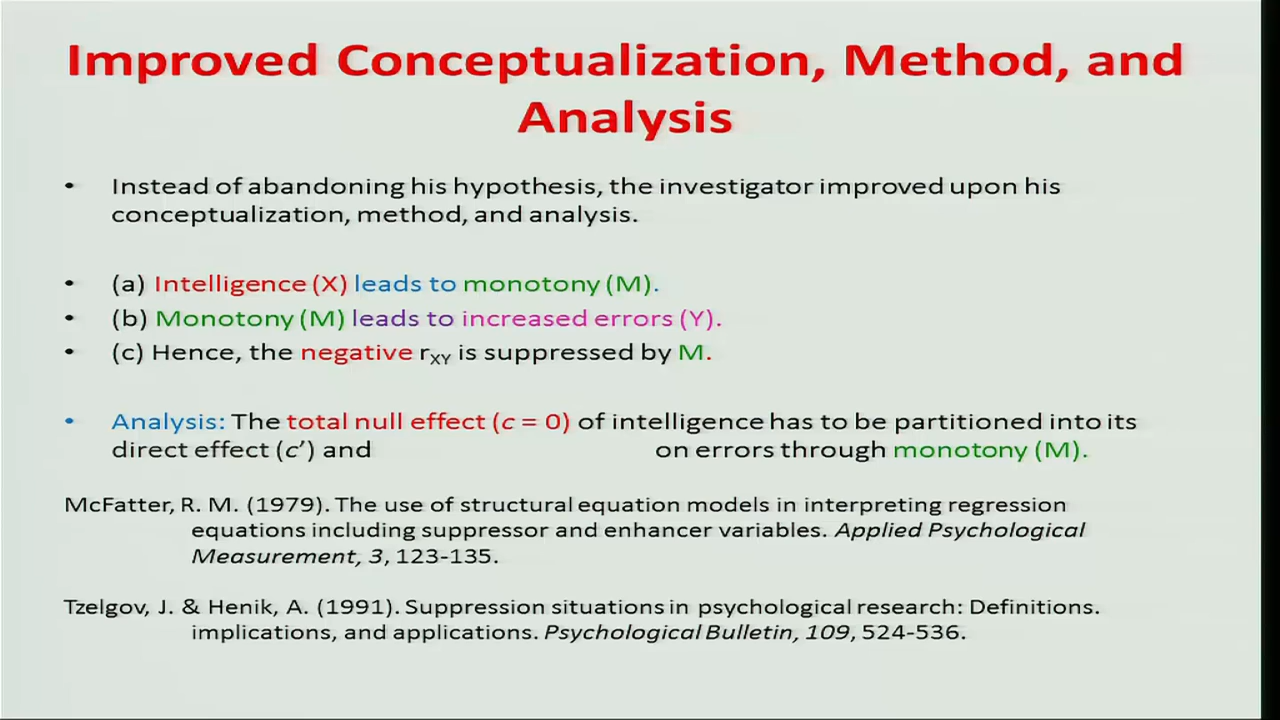 Improved Conceptualization, Method, and
Analysis
• Instead of abandoning his hypothesis, the investigator improved upon his
conceptualization, method, and analysis.
• (a) Intelligence (X) leads to monotony (M).
• (b) Monotony (M) leads to increased errors (Y).
• (c) Hence, the negative rXY is suppressed by M.
• Analysis: The total null effect (c = 0) of intelligence has to be partitioned into its
direct effect (c’) and on errors through monotony (M).
McFatter, R. M. (1979). The use of structural equation models in interpreting regression
equations including suppressor and enhancer variables. Applied Psychological
Measurement, 3, 123-135.
Tzelgov, J. & Henik, A. (1991). Suppression situations in psychological research: Definitions.
implications, and applications. Psychological Bulletin, 109, 524-536.